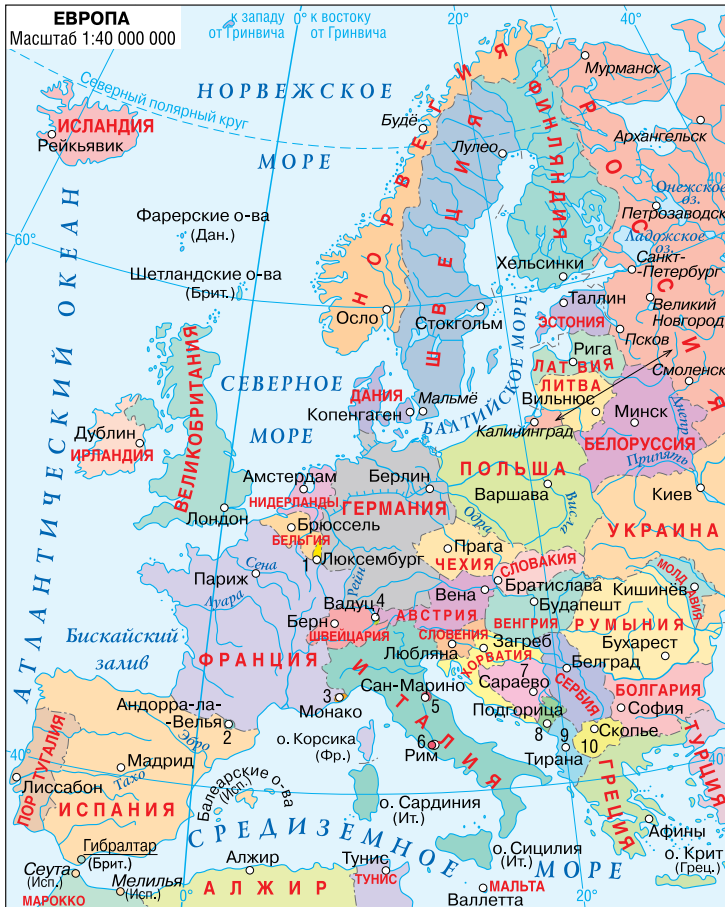 ЕВРОПА
Масштаб 1:40 000 000
к западу 0° к востоку
от Гринвича от Гринвича
20°
40°
Северный полярный круг
НОРВЕЖСКОЕ
МОРЕ
ИСЛАНДИЯ
Рейкьявик
Будё
Лулео
Мурманск
Архангельск
40°
НОРВЕГИЯ
ШВЕЦИЯ
ФИНЛЯНДИЯ
РОССИЯ
Онежское
оз.
Петрозаводск
Ладожское
оз.
Фарерские о-ва
(Дан.)
60°
Шетландские о-ва
(Брит.)
Хельсинки
Санкт-
-Петербург
Осло
Стокгольм
Таллин
ЭСТОНИЯ
Великий
Новгород
Псков
Рига
ЛАТВИЯ
ЛИТВА
Смоленск
АТЛАНТИЧЕСКИЙ ОКЕАН
СЕВЕРНОЕ
МОРЕ
ДАНИЯ
Мальмё
Копенгаген
БАЛТИЙСКОЕ МОРЕ
Вильнюс
Калининград
Минск
Днепр
БЕЛОРУССИЯ
Припять
ВЕЛИКОБРИТАНИЯ
Дублин
ИРЛАНДИЯ
Лондон
Амстердам
НИДЕРЛАНДЫ
Берлин
ГЕРМАНИЯ
ПОЛЬША
Варшава
Висла
Одра
Киев
УКРАИНА
Брюссель
БЕЛЬГИЯ
1
Люксембург
Прага
ЧЕХИЯ
СЛОВАКИЯ
Братислава
Сена
Париж
Луара
Рейн
Вадуц 4
Вена
АВСТРИЯ
Будапешт
ВЕНГРИЯ
Кишинёв
МОЛДАВИЯ
РУМЫНИЯ
Бухарест
Берн
ШВЕЙЦАРИЯ
СЛОВЕНИЯ
Любляна
Загреб
ХОРВАТИЯ
Белград
Бискайский
залив
ФРАНЦИЯ
ИТАЛИЯ
Сан-Марино
5
7
Сараево
СЕРБИЯ
БОЛГАРИЯ
София
3
Монако
Андорра-ла-
-Велья
2
Эбро
Подгорица
8
Скопье
10
9
Тирана
о. Корсика
(Фр.)
6
Рим
ТУРЦИЯ
ПОРТУГАЛИЯ
40°
40°
Мадрид
Лиссабон
Тахо
ИСПАНИЯ
Балеарские о-ва
(Исп.)
о. Сардиния
(Ит.)
ГРЕЦИЯ
Афины
СРЕДИЗЕМНОЕ МОРЕ
Гибралтар
(Брит.)
Сеута
(Исп.)
Мелилья
(Исп.)
МАРОККО
0°
Алжир
АЛЖИР
Тунис
ТУНИС
о. Сицилия
(Ит.)
МАЛЬТА
Валлетта
20°
о. Крит
(Грец.)